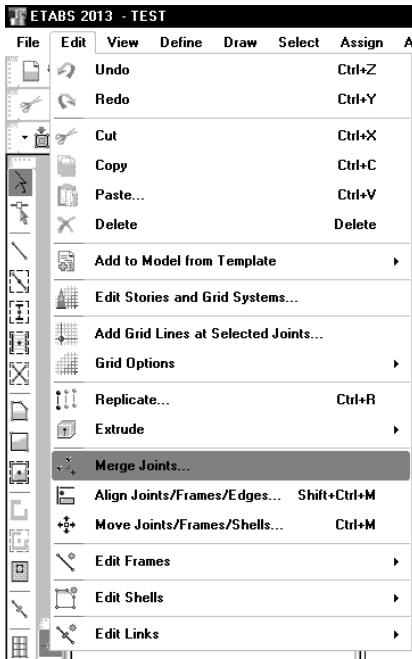 ETABS 2013 - TEST
File Edit View Define Draw Select Assign A
Undo Ctrl+Z
Redo Ctrl+Y
Cut Ctrl+X
Copy Ctrl+C
Paste... Ctrl+V
Delete Delete
Add to Model from Template
Edit Stories and Grid Systems...
Add Grid Lines at Selected Joints...
Grid Options
Replicate... Ctrl+R
Extrude
Merge Joints...
Align Joints/Frames/Edges... Shift+Ctrl+M
Move Joints/Frames/Shells... Ctrl+M
Edit Frames
Edit Shells
Edit Links